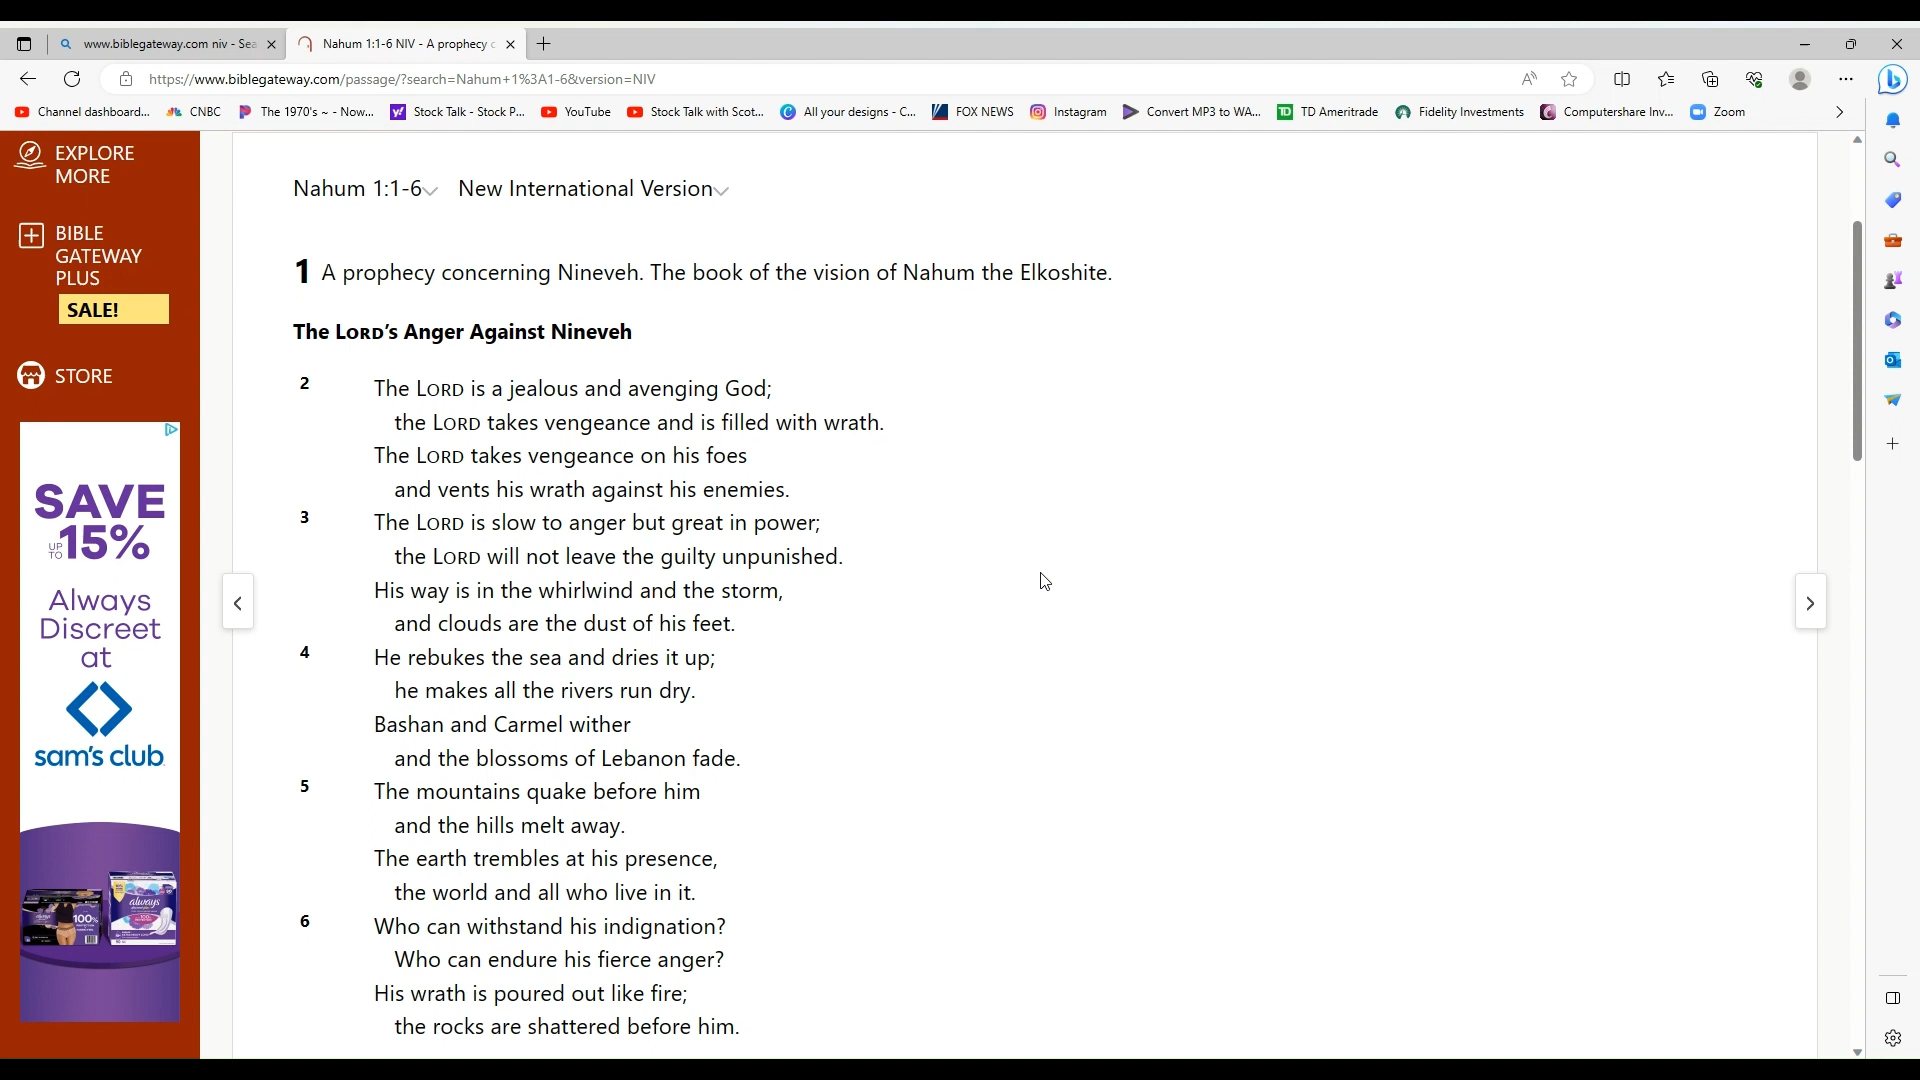 www.biblegateway.com niv - Sea
Nahum 1:1-6 NIV - A prophecy c
https://www.biblegateway.com/passage/?search=Nahum+1%3A1-6&version=NIV
Channel dashboard...
CNBC
The 1970's ~ - Now...
Stock Talk - Stock P...
YouTube
Stock Talk with Scot...
All your designs - C...
FOX NEWS
Instagram
Convert MP3 to WA...
TD Ameritrade
Fidelity Investments
Computershare Inv...
Zoom
EXPLORE
MORE
BIBLE
GATEWAY
PLUS
SALE!
STORE
SAVE
UP TO 15%
Always
Discreet
at
sam's club
always
100%
Nahum 1:1-6 New International Version
1 A prophecy concerning Nineveh. The book of the vision of Nahum the Elkoshite.
The LORD's Anger Against Nineveh
2 The LORD is a jealous and avenging God;
the LORD takes vengeance and is filled with wrath.
The LORD takes vengeance on his foes
and vents his wrath against his enemies.
3 The LORD is slow to anger but great in power;
the LORD will not leave the guilty unpunished.
His way is in the whirlwind and the storm,
and clouds are the dust of his feet.
4 He rebukes the sea and dries it up;
he makes all the rivers run dry.
Bashan and Carmel wither
and the blossoms of Lebanon fade.
5 The mountains quake before him
and the hills melt away.
The earth trembles at his presence,
the world and all who live in it.
6 Who can withstand his indignation?
Who can endure his fierce anger?
His wrath is poured out like fire;
the rocks are shattered before him.